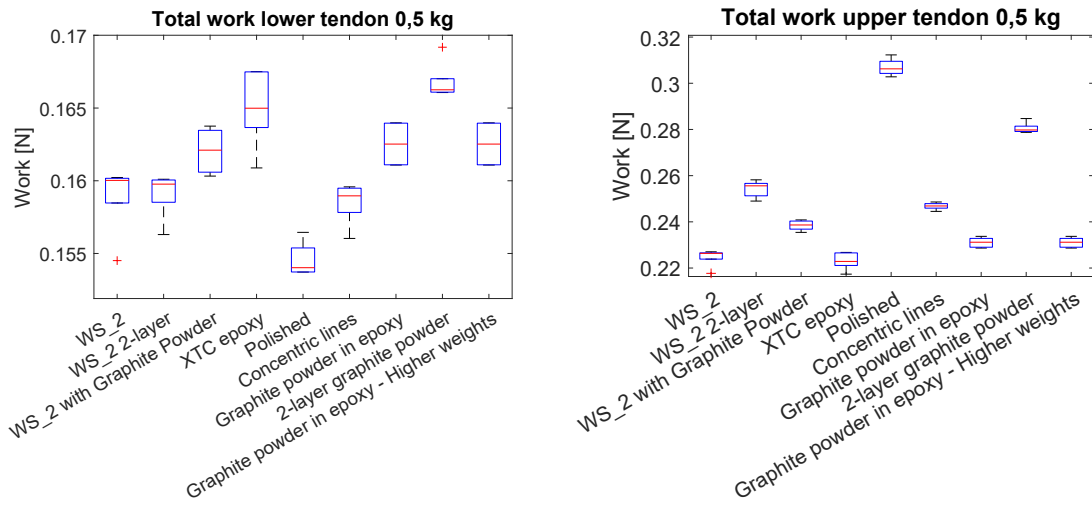 Total work lower tendon 0,5 kg
Work [N]
0.17
0.165
0.16
0.155
WS_2
WS_2 2-layer
WS_2 with Graphite Powder
XTC epoxy
Polished
Concentric lines
Graphite powder in epoxy
2-layer graphite powder
Graphite powder in epoxy - Higher weights
Total work upper tendon 0,5 kg
Work [N]
0.32
0.3
0.28
0.26
0.24
0.22
WS_2
WS_2 2-layer
WS_2 with Graphite Powder
XTC epoxy
Polished
Concentric lines
Graphite powder in epoxy
2-layer graphite powder
Graphite powder in epoxy - Higher weights